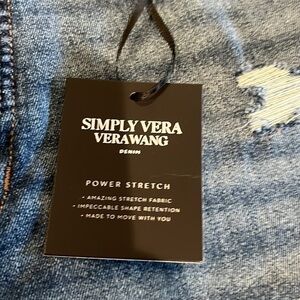 SIMPLY VERA
VERAWANG
DENIM
POWER STRETCH
• AMAZING STRETCH FABRIC
• IMPECCABLE SHAPE RETENTION
• MADE TO MOVE WITH YOU